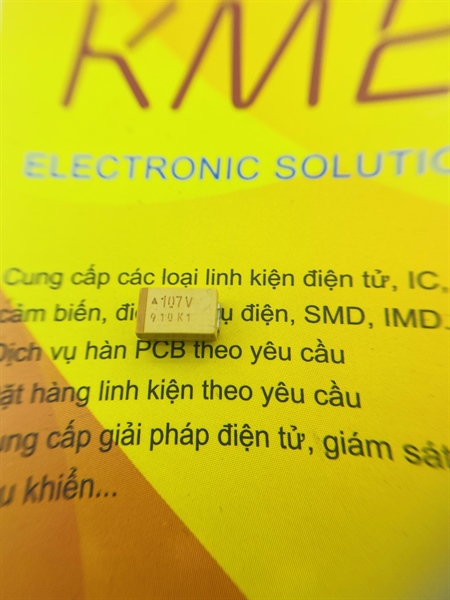 KME
ELECTRONIC SOLUTIO
Cung cấp các loại linh kiện điện tử, IC,
cảm biến, ụ điện, SMD, IMD.
107V
910K1
Dịch vụ hàn PCB theo yêu cầu
ặt hàng linh kiện theo yêu cầu
ung cấp giải pháp điện tử, giám sát
u khiển...